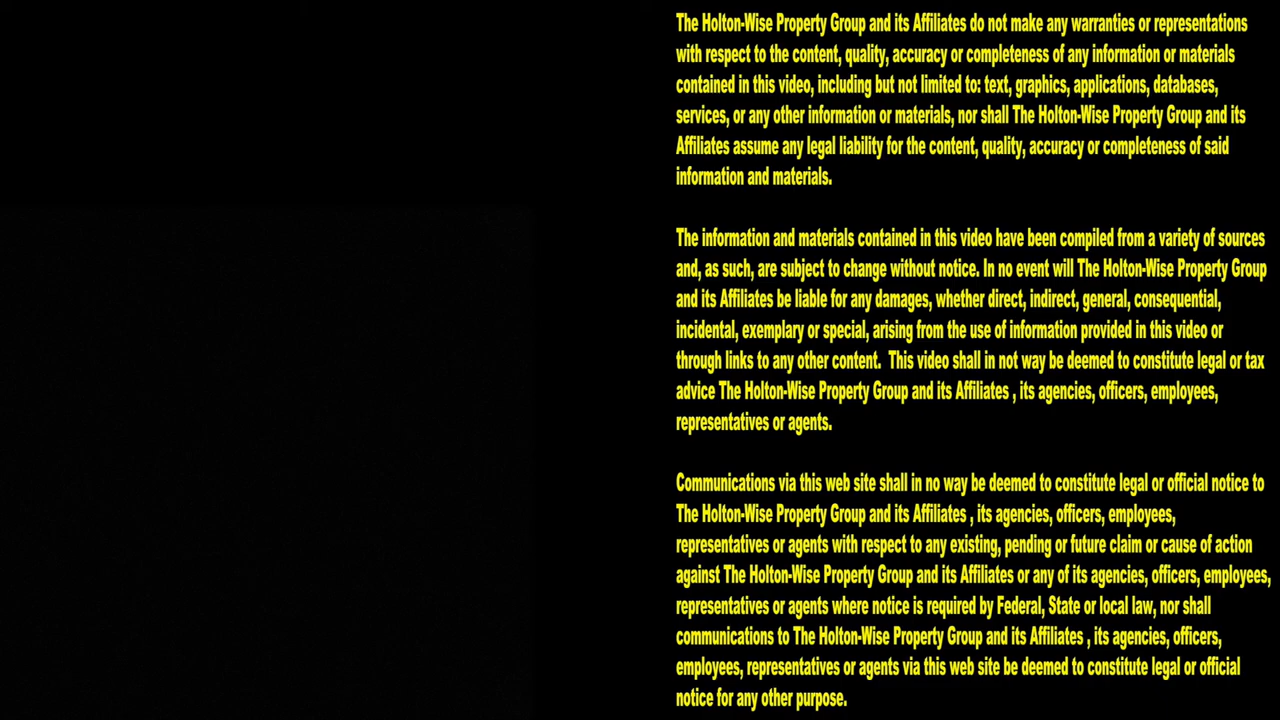 The Holton-Wise Property Group and its Affiliates do not make any warranties or representations
with respect to the content, quality, accuracy or completeness of any information or materials
contained in this video, including but not limited to: text, graphics, applications, databases,
services, or any other information or materials, nor shall The Holton-Wise Property Group and its
Affiliates assume any legal liability for the content, quality, accuracy or completeness of said
information and materials.
The information and materials contained in this video have been compiled from a variety of sources
and, as such, are subject to change without notice. In no event will The Holton-Wise Property Group
and its Affiliates be liable for any damages, whether direct, indirect, general, consequential,
incidental, exemplary or special, arising from the use of information provided in this video or
through links to any other content.  This video shall in not way be deemed to constitute legal or tax
advice The Holton-Wise Property Group and its Affiliates , its agencies, officers, employees,
representatives or agents.
Communications via this web site shall in no way be deemed to constitute legal or official notice to
The Holton-Wise Property Group and its Affiliates , its agencies, officers, employees,
representatives or agents with respect to any existing, pending or future claim or cause of action
against The Holton-Wise Property Group and its Affiliates or any of its agencies, officers, employees,
representatives or agents where notice is required by Federal, State or local law, nor shall
communications to The Holton-Wise Property Group and its Affiliates , its agencies, officers,
employees, representatives or agents via this web site be deemed to constitute legal or official
notice for any other purpose.